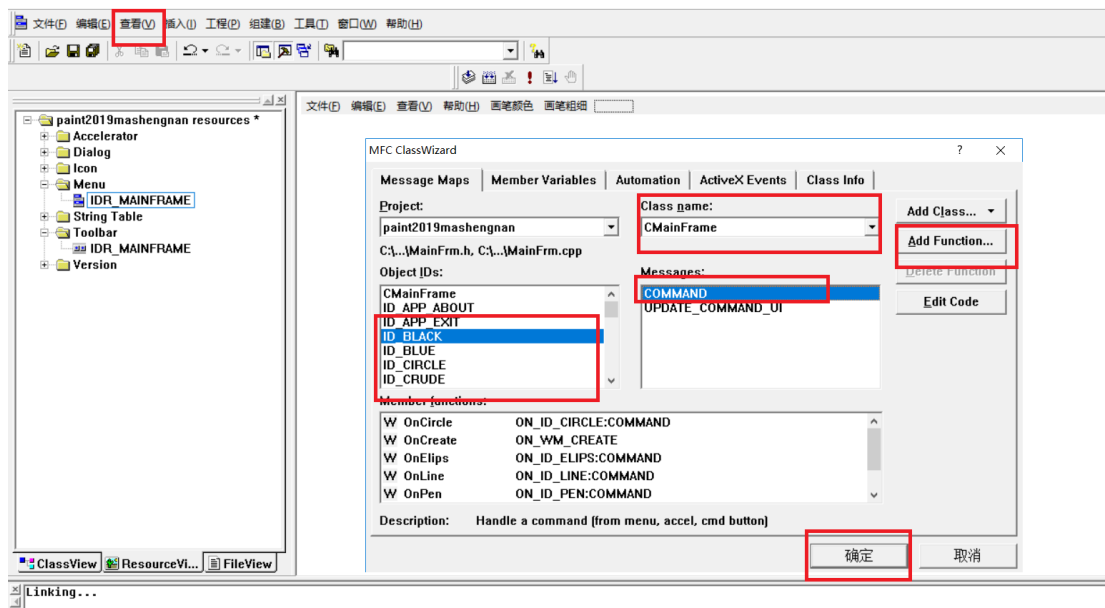 文件(F) 编辑(E) 查看(V) 插入(I) 工程(P) 组建(B) 工具(T) 窗口(W) 帮助(H)
paint2019mashengnan resources *
Accelerator
Dialog
Icon
Menu
IDR_MAINFRAME
String Table
Toolbar
IDR_MAINFRAME
Version
ClassView ResourceVi... FileView
文件(F) 编辑(E) 查看(V) 帮助(H) 画笔颜色 画笔粗细
MFC ClassWizard ? ×
Message Maps Member Variables Automation ActiveX Events Class Info
Project:
paint2019mashengnan
C:\...\MainFrm.h, C:\...\MainFrm.cpp
Class name:
CMainFrame
Add Class...
Add Function...
Delete Function
Edit Code
Object IDs:
CMainFrame
ID_APP_ABOUT
ID_APP_EXIT
ID_BLACK
ID_BLUE
ID_CIRCLE
ID_CRUDE
Messages:
COMMAND
UPDATE_COMMAND_UI
Member functions:
W OnCircle ON_ID_CIRCLE:COMMAND
W OnCreate ON_WM_CREATE
W OnElips ON_ID_ELIPS:COMMAND
W OnLine ON_ID_LINE:COMMAND
W OnPen ON_ID_PEN:COMMAND
Description: Handle a command (from menu, accel, cmd button)
确定 取消
Linking...